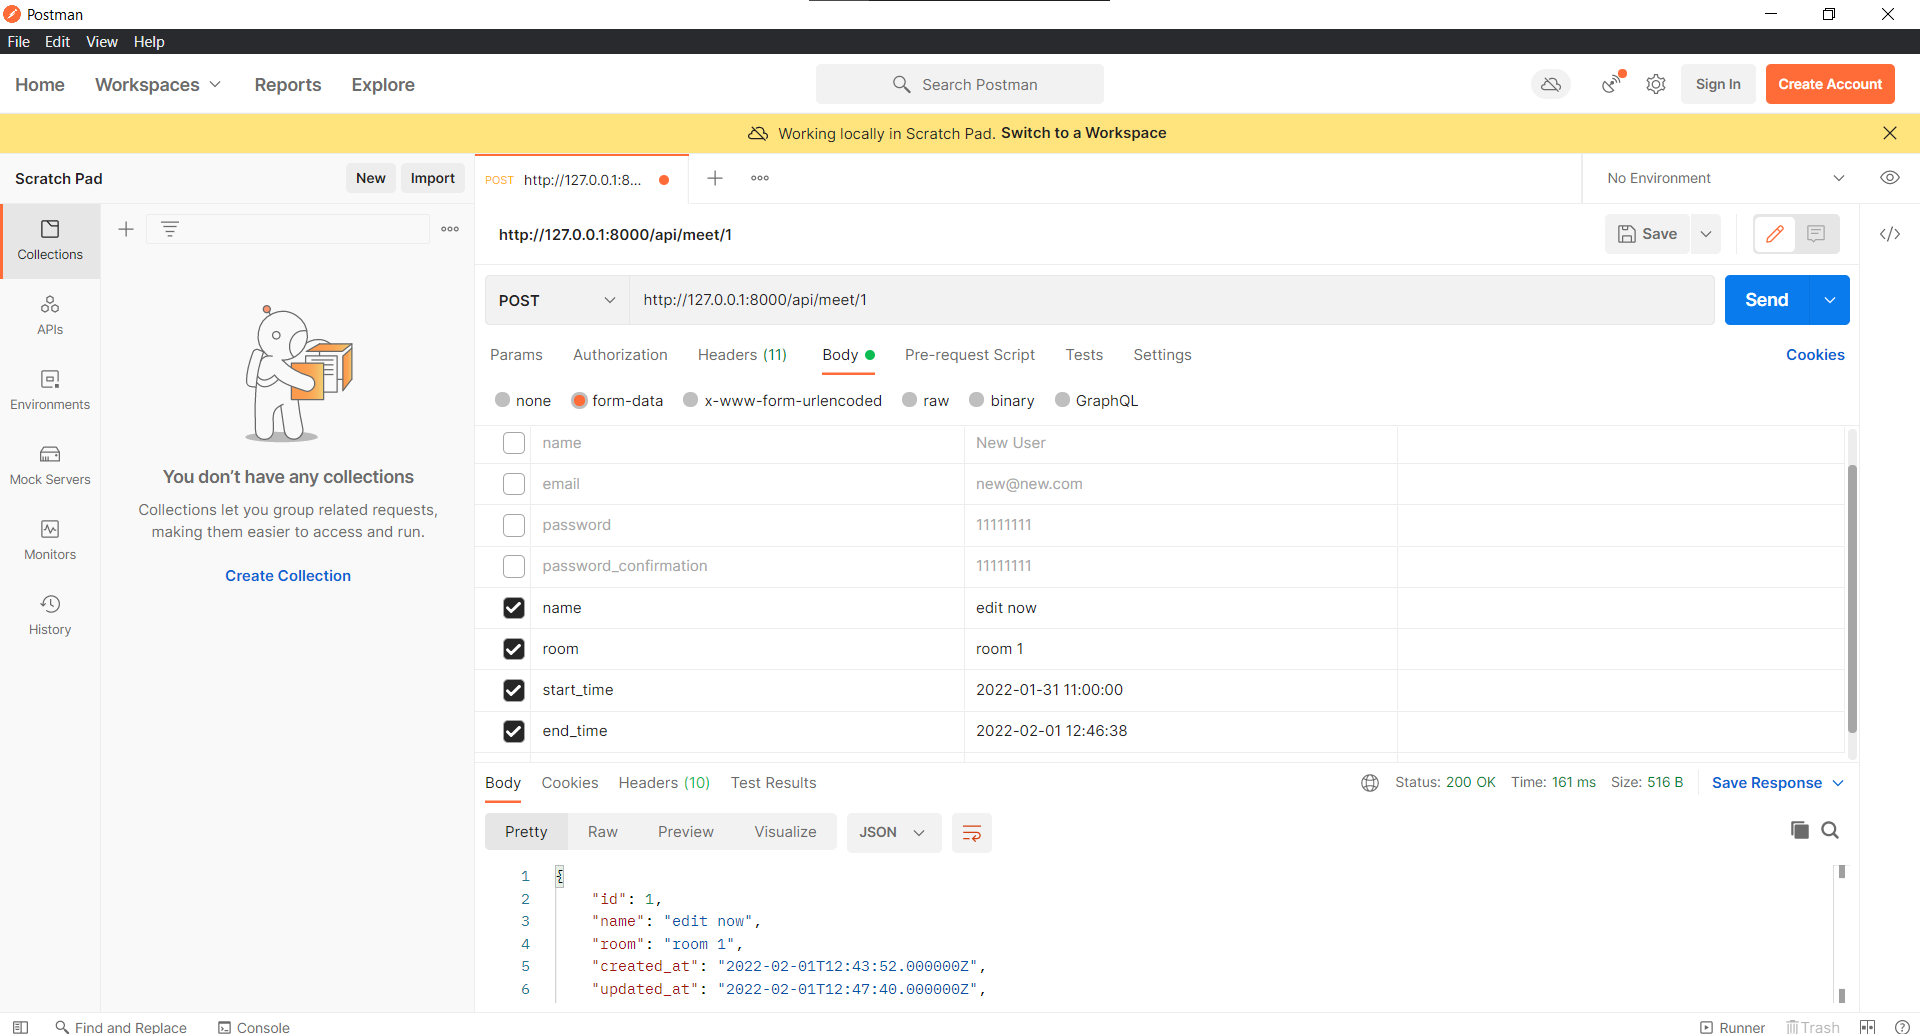 Postman
File Edit View Help
Home Workspaces Reports Explore
Search Postman
Sign In Create Account
Working locally in Scratch Pad. Switch to a Workspace
Scratch Pad New Import
POST http://127.0.0.1:8...
No Environment
Collections
APIs
Environments
Mock Servers
Monitors
History
You don’t have any collections
Collections let you group related requests,
making them easier to access and run.
Create Collection
http://127.0.0.1:8000/api/meet/1
Save
POST http://127.0.0.1:8000/api/meet/1 Send
Params Authorization Headers (11) Body Pre-request Script Tests Settings Cookies
none form-data x-www-form-urlencoded raw binary GraphQL
name New User
email new@new.com
password 11111111
password_confirmation 11111111
name edit now
room room 1
start_time 2022-01-31 11:00:00
end_time 2022-02-01 12:46:38
Body Cookies Headers (10) Test Results Status: 200 OK Time: 161 ms Size: 516 B Save Response
Pretty Raw Preview Visualize JSON
1 {
2 "id": 1,
3 "name": "edit now",
4 "room": "room 1",
5 "created_at": "2022-02-01T12:43:52.000000Z",
6 "updated_at": "2022-02-01T12:47:40.000000Z",
Find and Replace Console Runner Trash